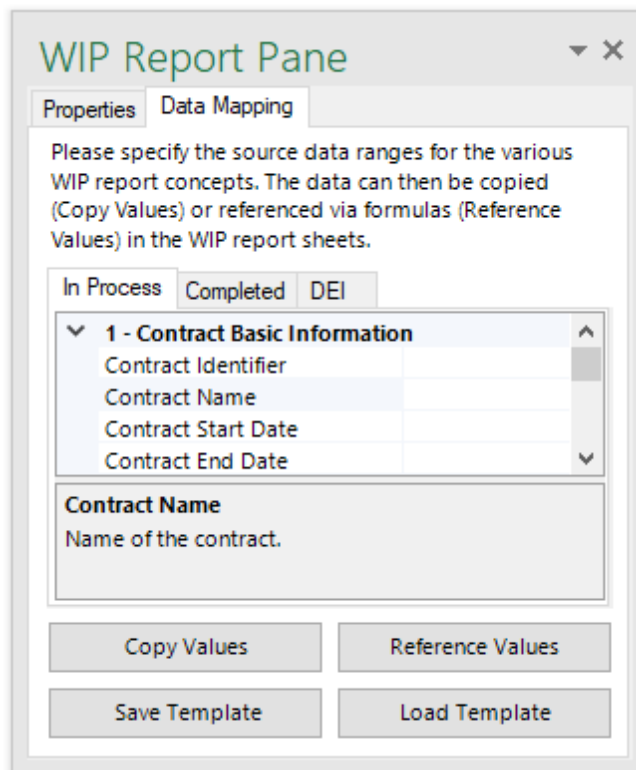 WIP Report Pane
Properties
Data Mapping
Please specify the source data ranges for the various
WIP report concepts. The data can then be copied
(Copy Values) or referenced via formulas (Reference
Values) in the WIP report sheets.
In Process
Completed
DEI
1 - Contract Basic Information
Contract Identifier
Contract Name
Contract Start Date
Contract End Date
Contract Name
Name of the contract.
Copy Values
Reference Values
Save Template
Load Template